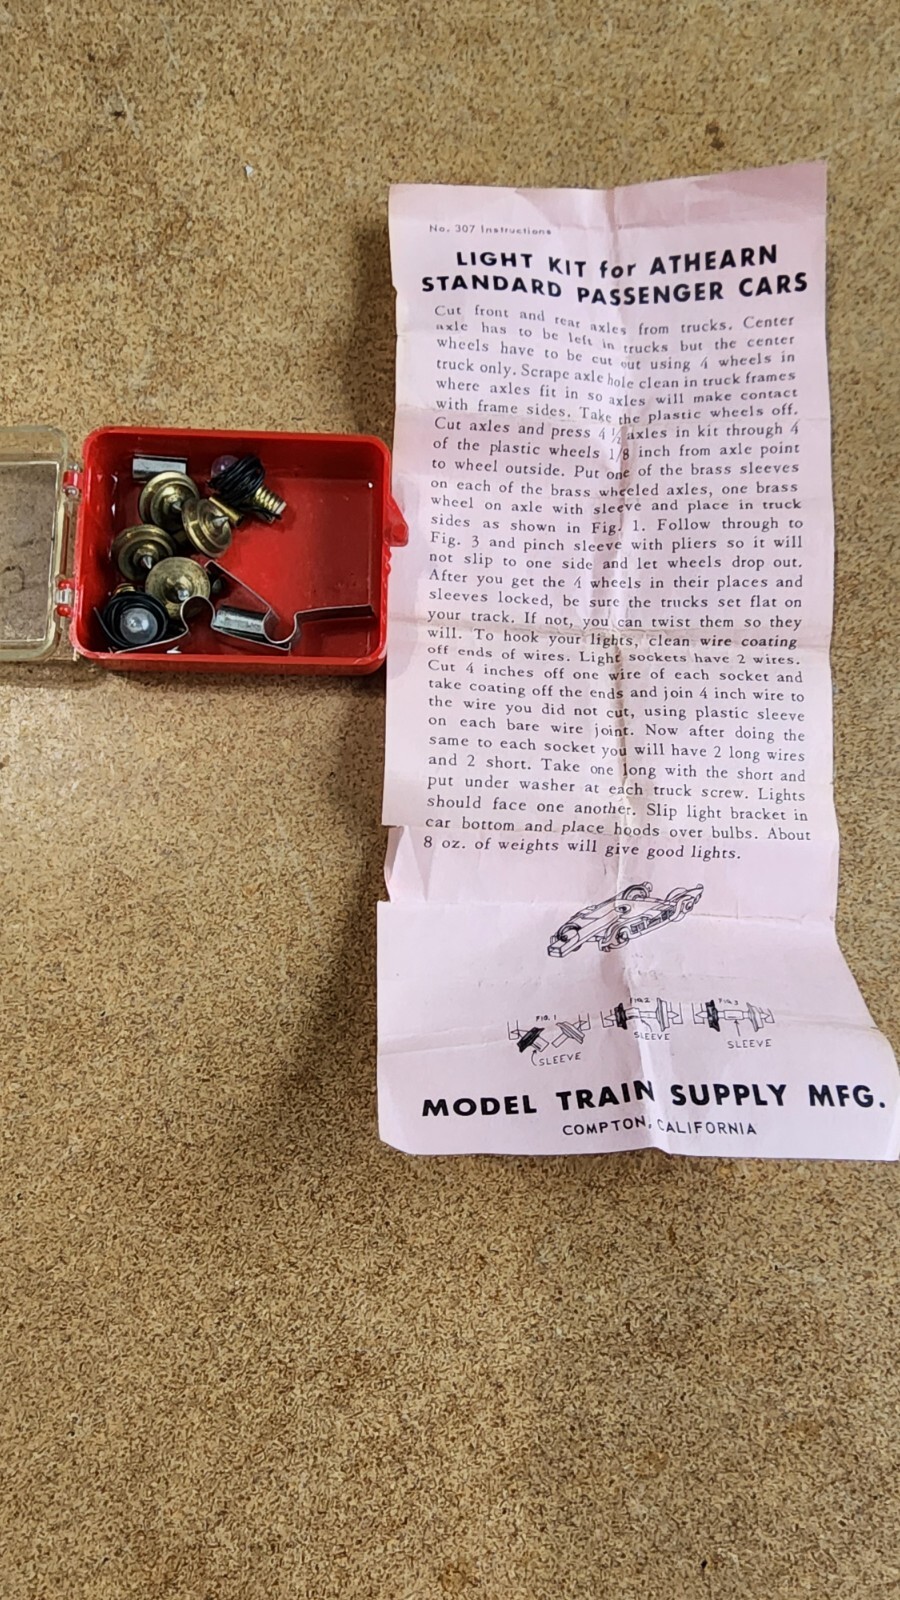 No. 307 Instructions
LIGHT KIT for ATHEARN
STANDARD PASSENGER CARS
Cut front and rear axles from trucks. Center
axle has to be left in trucks but the center
wheels have to be cut out using 4 wheels in
truck only. Scrape axle hole clean in truck frames
where axles fit in so axles will make contact
with frame sides. Take the plastic wheels off.
Cut axles and press 4 ½ axles in kit through 4
of the plastic wheels 1/8 inch from axle point
to wheel outside. Put one of the brass sleeves
on each of the brass wheeled axles, one brass
wheel on axle with sleeve and place in truck
sides as shown in Fig. 1. Follow through to
Fig. 3 and pinch sleeve with pliers so it will
not slip to one side and let wheels drop out.
After you get the 4 wheels in their places and
sleeves locked, be sure the trucks set flat on
your track. If not, you can twist them so they
will. To hook your lights, clean wire coating
off ends of wires. Light sockets have 2 wires.
Cut 4 inches off one wire of each socket and
take coating off the ends and join 4 inch wire to
the wire you did not cut, using plastic sleeve
on each bare wire joint. Now after doing the
same to each socket you will have 2 long wires
and 2 short. Take one long with the short and
put under washer at each truck screw. Lights
should face one another. Slip light bracket in
car bottom and place hoods over bulbs. About
8 oz. of weights will give good lights.
FIG. 1 FIG. 2 FIG. 3
SLEEVE SLEEVE SLEEVE
MODEL TRAIN SUPPLY MFG.
COMPTON, CALIFORNIA